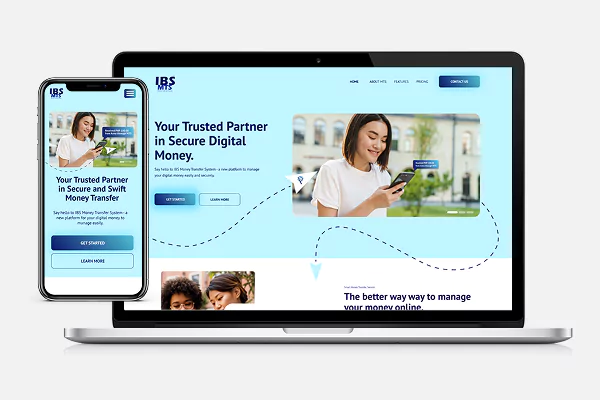 IBS
MTS
Your Trusted Partner
in Secure and Swift
Money Transfer
Say hello to IBS Money Transfer System - a
new platform for your digital money to
manage easily.
GET STARTED
LEARN MORE
IBS
MTS
HOME
ABOUT MTS
FEATURES
PRICING
CONTACT US
Your Trusted Partner
in Secure Digital
Money.
Say hello to IBS Money Transfer System - a new platform to manage
your digital money easily and securely.
GET STARTED
LEARN MORE
The better way way to manage
your money online.